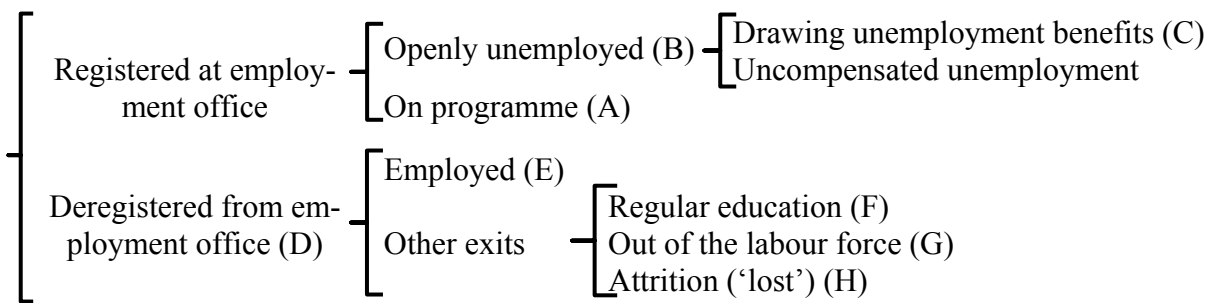 Registered at employ-
ment office
Openly unemployed (B)
Drawing unemployment benefits (C)
Uncompensated unemployment
On programme (A)
Deregistered from em-
ployment office (D)
Employed (E)
Other exits
Regular education (F)
Out of the labour force (G)
Attrition (‘lost’) (H)